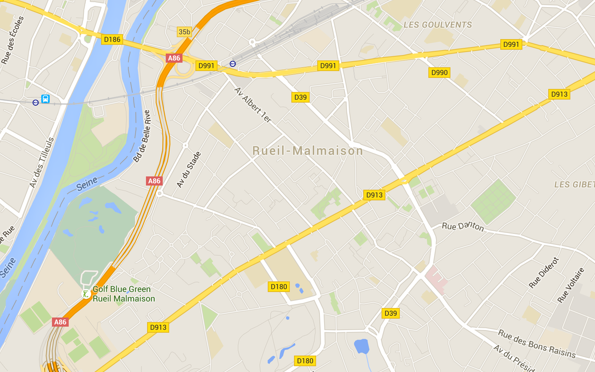 Rue des Écoles
35b
LES GOULVENTS
D186
A86
D991
D991
D991
D990
D913
D39
Av Albert 1er
Bd de Belle Rive
Av des Tilleuls
Rueil-Malmaison
Av du Stade
Seine
A86
D913
LES GIBET
Rue Danton
ue Rue
Seine
Rue Diderot
Rue Voltaire
D180
Golf Blue Green
Rueil Malmaison
A86
D913
D39
Rue des Bons Raisins
Av du Présid
D180